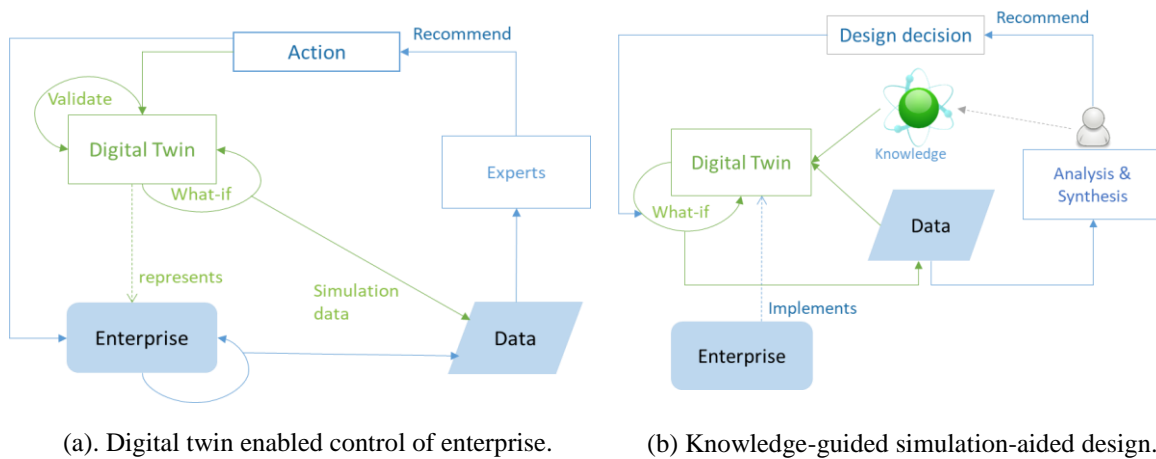 Action
Recommend
Validate
Digital Twin
What-if
Experts
represents
Simulation
data
Enterprise
Data
(a). Digital twin enabled control of enterprise.
Recommend
Design decision
Knowledge
Digital Twin
What-if
Analysis &
Synthesis
Data
Implements
Enterprise
(b) Knowledge-guided simulation-aided design.